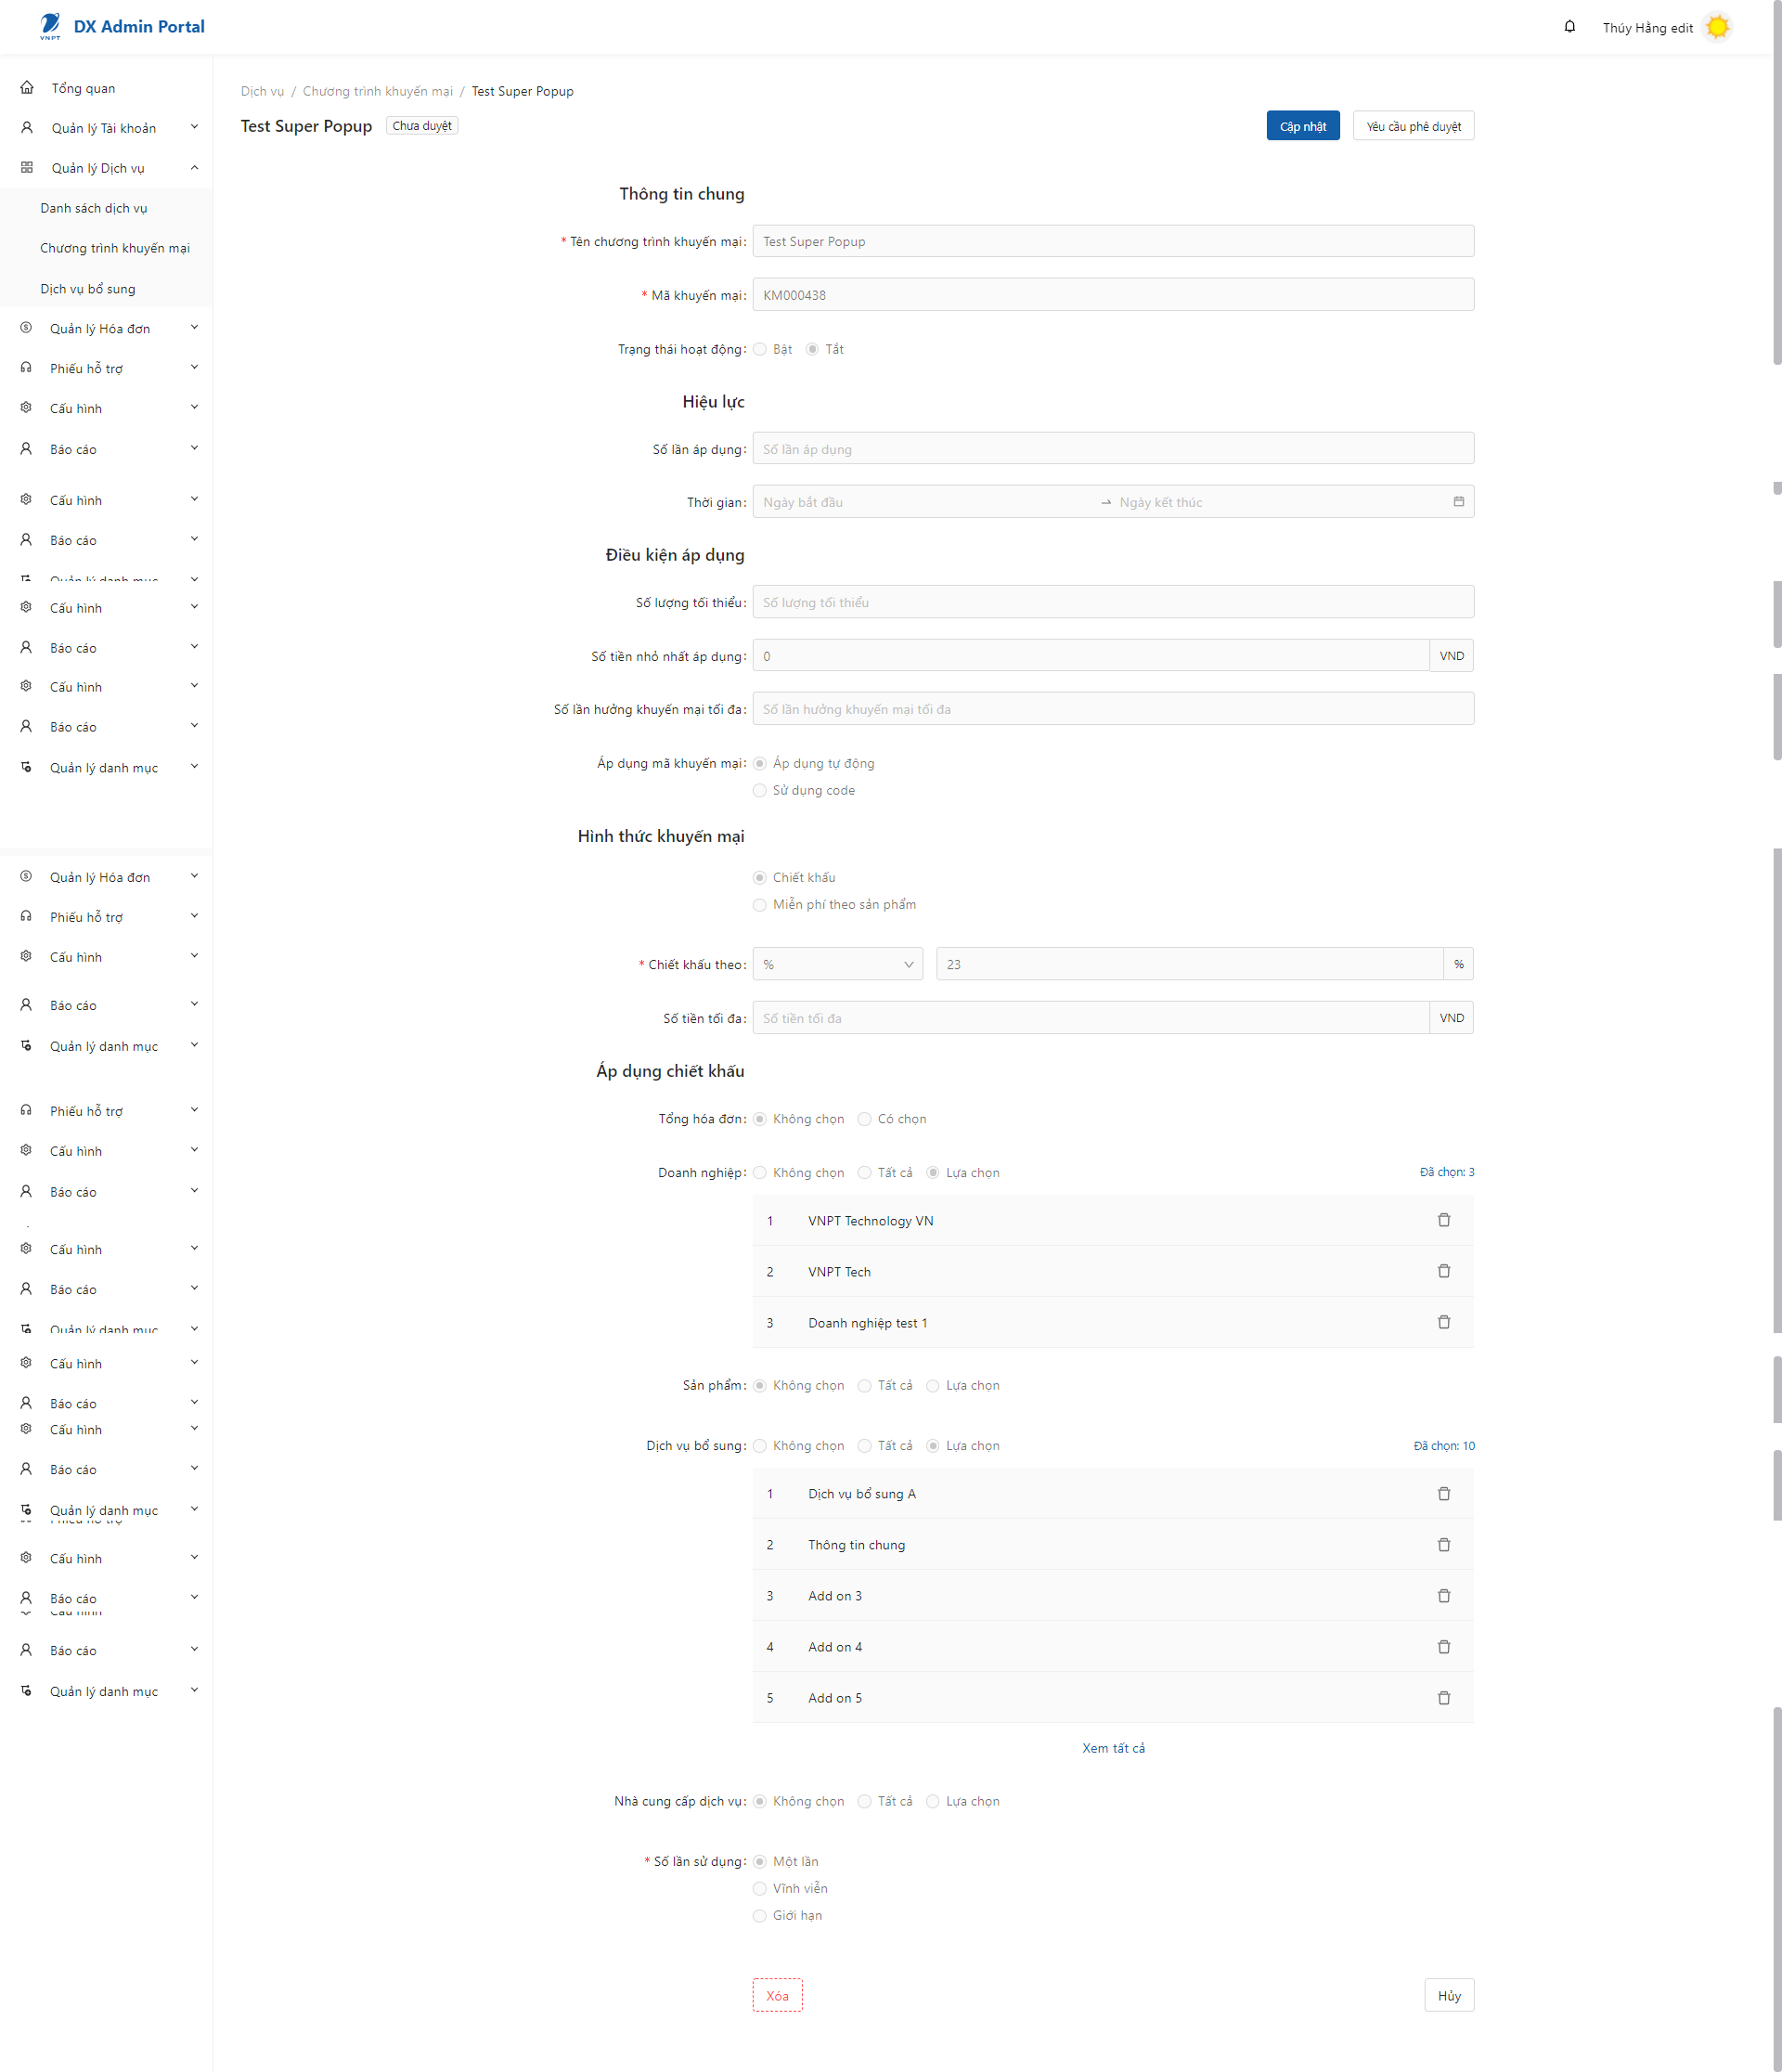 VNPT
DX Admin Portal
Thúy Hằng edit
Tổng quan
Quản lý Tài khoản
Quản lý Dịch vụ
Danh sách dịch vụ
Chương trình khuyến mại
Dịch vụ bổ sung
Quản lý Hóa đơn
Phiếu hỗ trợ
Cấu hình
Báo cáo
Cấu hình
Báo cáo
Quản lý danh mục
Cấu hình
Báo cáo
Cấu hình
Báo cáo
Quản lý danh mục
Quản lý Hóa đơn
Phiếu hỗ trợ
Cấu hình
Báo cáo
Quản lý danh mục
Phiếu hỗ trợ
Cấu hình
Báo cáo
Cấu hình
Báo cáo
Quản lý danh mục
Cấu hình
Báo cáo
Cấu hình
Báo cáo
Quản lý danh mục
Phiếu hỗ trợ
Cấu hình
Báo cáo
Cấu hình
Báo cáo
Quản lý danh mục
Dịch vụ / Chương trình khuyến mại / Test Super Popup
Test Super Popup Chưa duyệt
Cập nhật Yêu cầu phê duyệt
Thông tin chung
* Tên chương trình khuyến mại: Test Super Popup
* Mã khuyến mại: KM000438
Trạng thái hoạt động: Bật Tắt
Hiệu lực
Số lần áp dụng: Số lần áp dụng
Thời gian: Ngày bắt đầu → Ngày kết thúc
Điều kiện áp dụng
Số lượng tối thiểu: Số lượng tối thiểu
Số tiền nhỏ nhất áp dụng: 0 VND
Số lần hưởng khuyến mại tối đa: Số lần hưởng khuyến mại tối đa
Áp dụng mã khuyến mại: Áp dụng tự động
Sử dụng code
Hình thức khuyến mại
Chiết khấu
Miễn phí theo sản phẩm
* Chiết khấu theo: % 23 %
Số tiền tối đa: Số tiền tối đa VND
Áp dụng chiết khấu
Tổng hóa đơn: Không chọn Có chọn
Doanh nghiệp: Không chọn Tất cả Lựa chọn Đã chọn: 3
1 VNPT Technology VN
2 VNPT Tech
3 Doanh nghiệp test 1
Sản phẩm: Không chọn Tất cả Lựa chọn
Dịch vụ bổ sung: Không chọn Tất cả Lựa chọn Đã chọn: 10
1 Dịch vụ bổ sung A
2 Thông tin chung
3 Add on 3
4 Add on 4
5 Add on 5
Xem tất cả
Nhà cung cấp dịch vụ: Không chọn Tất cả Lựa chọn
* Số lần sử dụng: Một lần
Vĩnh viễn
Giới hạn
Xóa Hủy